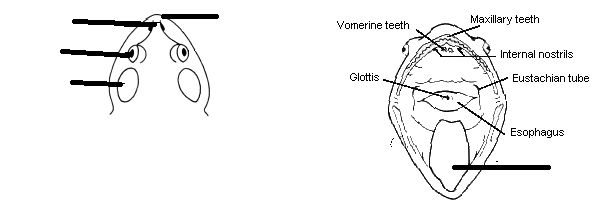 Vomerine teeth
Maxillary teeth
Internal nostrils
Glottis
Eustachian tube
Esophagus